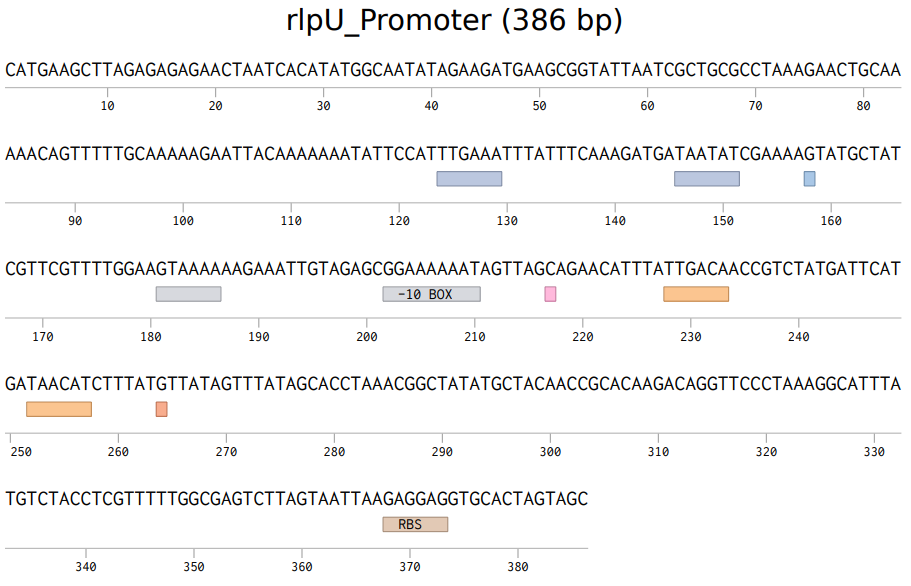 rlpU_Promoter (386 bp)
CATGAAGCTTAGAGAGAGAACTAATCACATATGGCAATATAGAAGATGAAGCGGTATTAATCGCTGCGCCTAAAGAACTGCAA
10 20 30 40 50 60 70 80
AAACAGTTTTTGCAAAAAGAATTACAAAAAAATATTCCATTTGAAATTTATTTCAAAGATGATAATATCGAAAAGTATGCTAT
90 100 110 120 130 140 150 160
CGTTCGTTTTGGAAGTAAAAAAGAAATTGTAGAGCGGAAAAAATAGTTAGCAGAACATTTATTGACAACCGTCTATGATTCAT
-10 BOX
170 180 190 200 210 220 230 240
GATAACATCTTTATGTTATAGTTTATAGCACCTAAACGGCTATATGCTACAACCGCACAAGACAGGTTCCCTAAAGGCATTTA
250 260 270 280 290 300 310 320 330
TGTCTACCTCGTTTTTGGCGAGTCTTAGTAATTAAGAGGAGGTGCACTAGTAGC
RBS
340 350 360 370 380